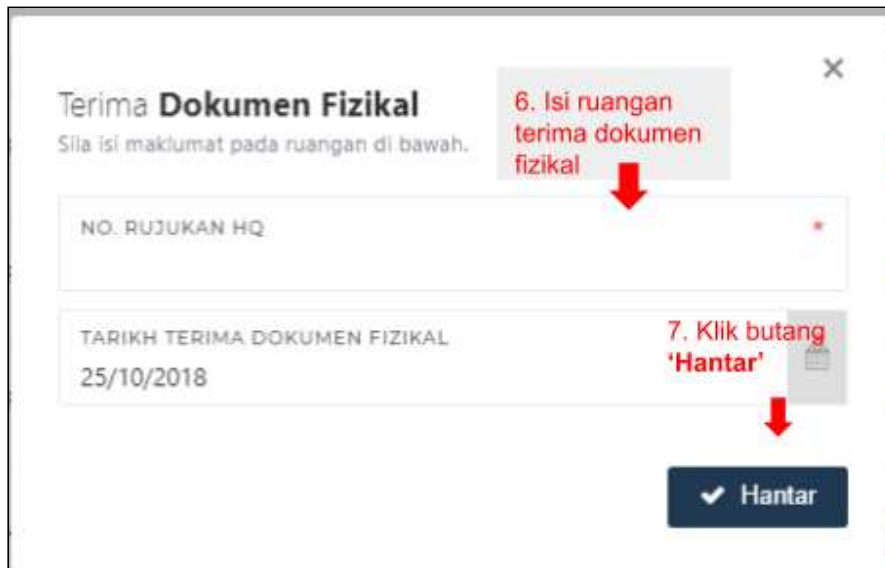 Terima Dokumen Fizikal
Sila isi maklumat pada ruangan di bawah.
6. Isi ruangan
terima dokumen
fizikal
NO. RUJUKAN HQ *
TARIKH TERIMA DOKUMEN FIZIKAL
25/10/2018
7. Klik butang
‘Hantar’
Hantar